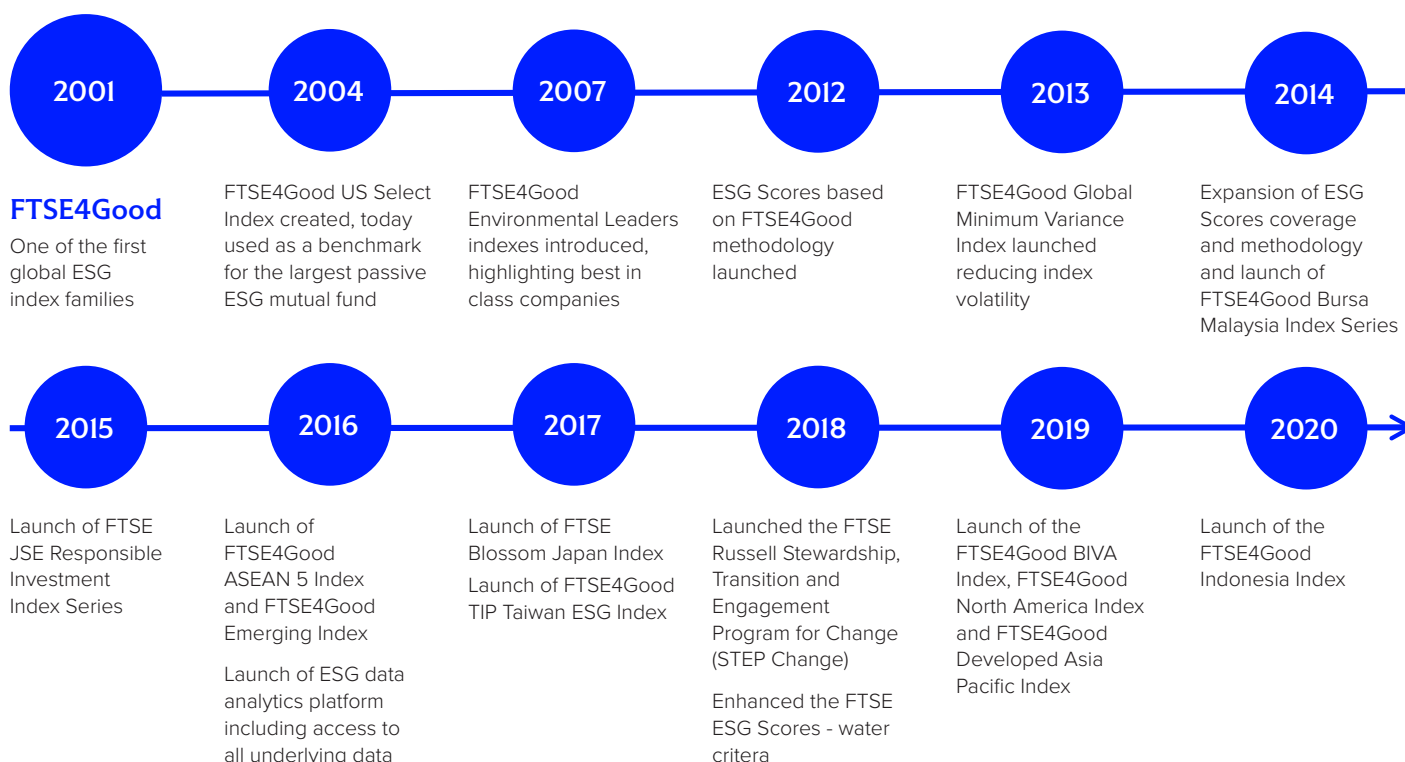 2001
2004
2007
2012
2013
2014
FTSE4Good
One of the first
global ESG
index families
FTSE4Good US Select
Index created, today
used as a benchmark
for the largest passive
ESG mutual fund
FTSE4Good
Environmental Leaders
indexes introduced,
highlighting best in
class companies
ESG Scores based
on FTSE4Good
methodology
launched
FTSE4Good Global
Minimum Variance
Index launched
reducing index
volatility
Expansion of ESG
Scores coverage
and methodology
and launch of
FTSE4Good Bursa
Malaysia Index Series
2015
2016
2017
2018
2019
2020
Launch of FTSE
JSE Responsible
Investment
Index Series
Launch of
FTSE4Good
ASEAN 5 Index
and FTSE4Good
Emerging Index
Launch of ESG data
analytics platform
including access to
all underlying data
Launch of FTSE
Blossom Japan Index
Launch of FTSE4Good
TIP Taiwan ESG Index
Launched the FTSE
Russell Stewardship,
Transition and
Engagement
Program for Change
(STEP Change)
Enhanced the FTSE
ESG Scores - water
critera
Launch of the
FTSE4Good BIVA
Index, FTSE4Good
North America Index
and FTSE4Good
Developed Asia
Pacific Index
Launch of the
FTSE4Good
Indonesia Index